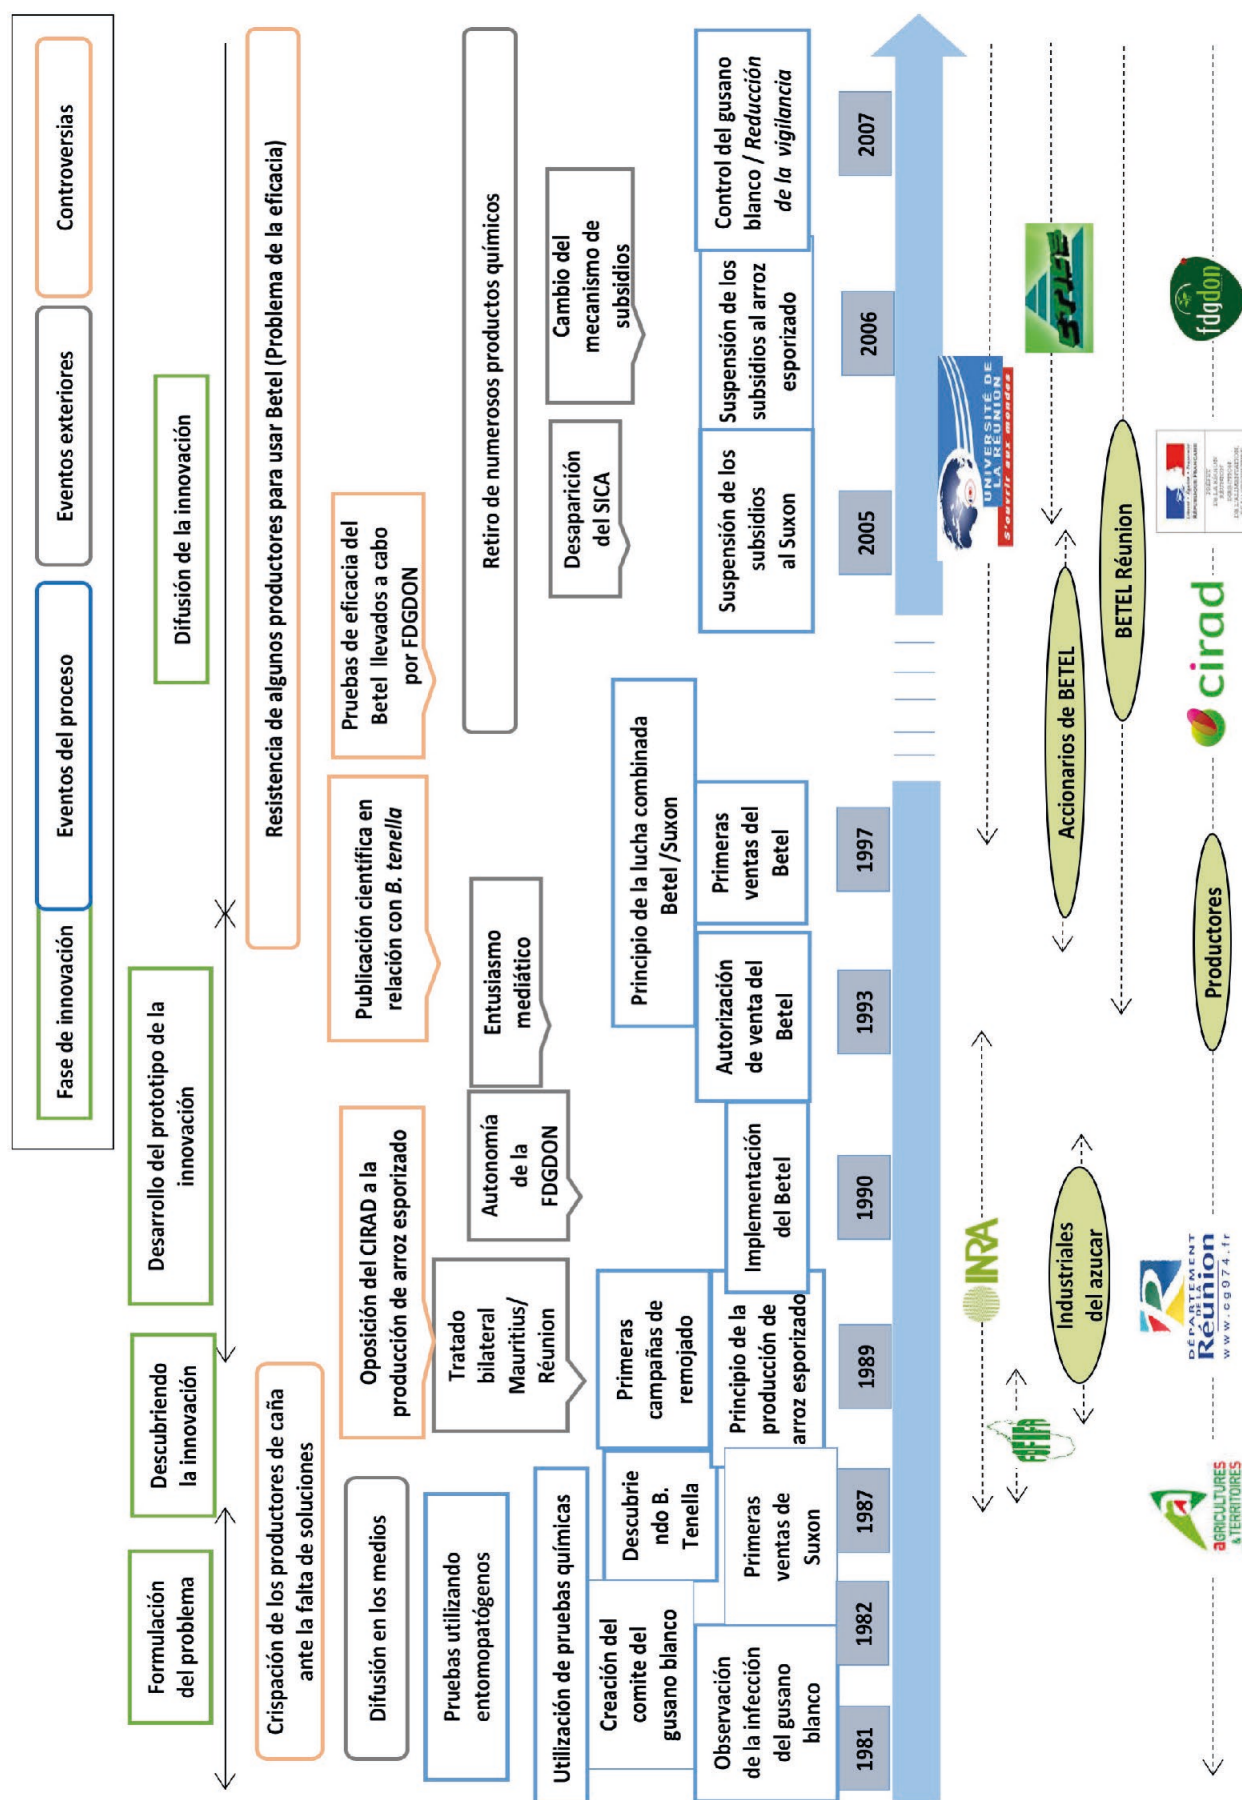 Fase de innovación
Eventos del proceso
Eventos exteriores
Controversias
Formulación
del problema
Descubriendo
la innovación
Desarrollo del prototipo de la
innovación
Difusión de la innovación
Crispación de los productores de caña
ante la falta de soluciones
Resistencia de algunos productores para usar Betel (Problema de la eficacia)
Difusión en los medios
Oposición del CIRAD a la
producción de arroz esporizado
Publicación científica en
relación con B. tenella
Pruebas de eficacia del
Betel llevados a cabo
por FDGDON
Pruebas utilizando
entomopatógenos
Tratado
bilateral
Mauritius/
Réunion
Autonomía
de la
FDGDON
Entusiasmo
mediático
Retiro de numerosos productos químicos
Utilización de pruebas químicas
Desaparición
del SICA
Cambio del
mecanismo de
subsidios
Creación del
comite del
gusano blanco
Descubrie
ndo B.
Tenella
Primeras
campañas de
remojado
Principio de la lucha combinada
Betel /Suxon
Observación
de la infección
del gusano
blanco
Primeras
ventas de
Suxon
Principio de la
producción de
arroz esporizado
Implementación
del Betel
Autorización
de venta del
Betel
Primeras
ventas del
Betel
Suspensión de los
subsidios
al Suxon
Suspensión de los
subsidios al arroz
esporizado
Control del gusano
blanco / Reducción
de la vigilancia
1981
1982
1987
1989
1990
1993
1997
2005
2006
2007
INRA
UNIVERSITÉ DE
LA RÉUNION
s'ouvrir aux mondes
FOFIFA
Industriales
del azucar
Accionarios de BETEL
BETEL Réunion
AGRICULTURES
& TERRITOIRES
DÉPARTEMENT
DE LA
Réunion
www.cg974.fr
Productores
cirad
RÉPUBLIQUE FRANÇAISE
fdgdon